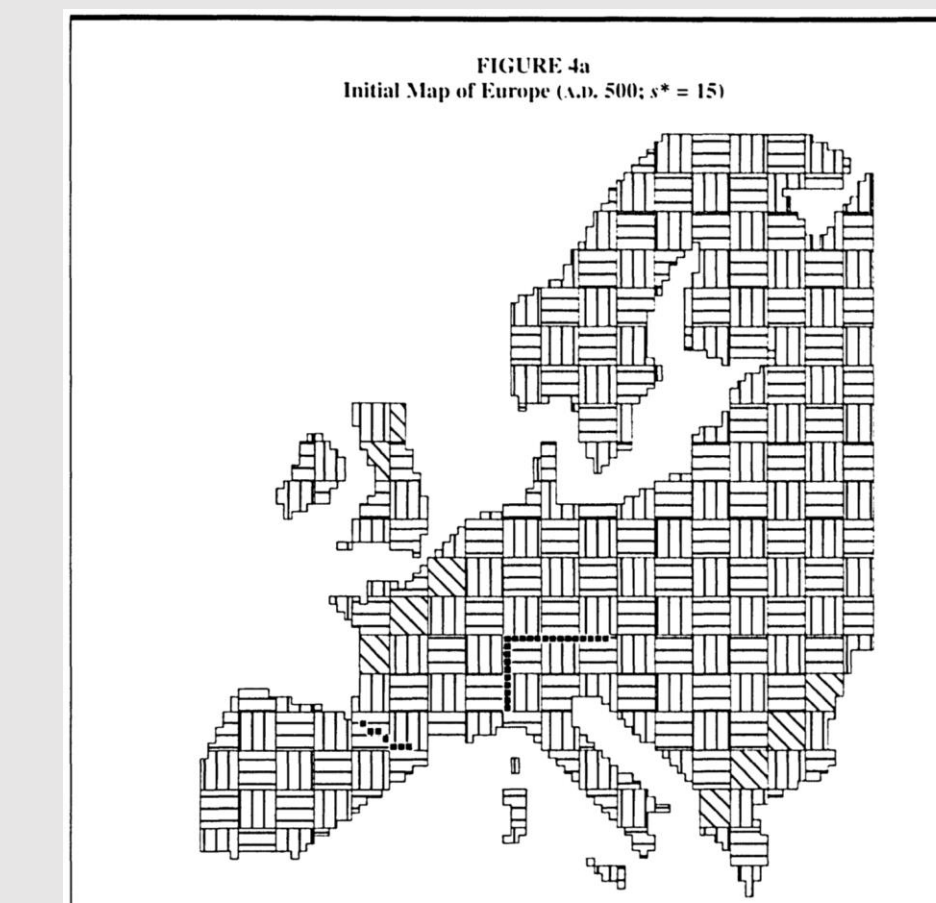 FIGURE 4a
Initial Map of Europe (A.D. 500; s* = 15)